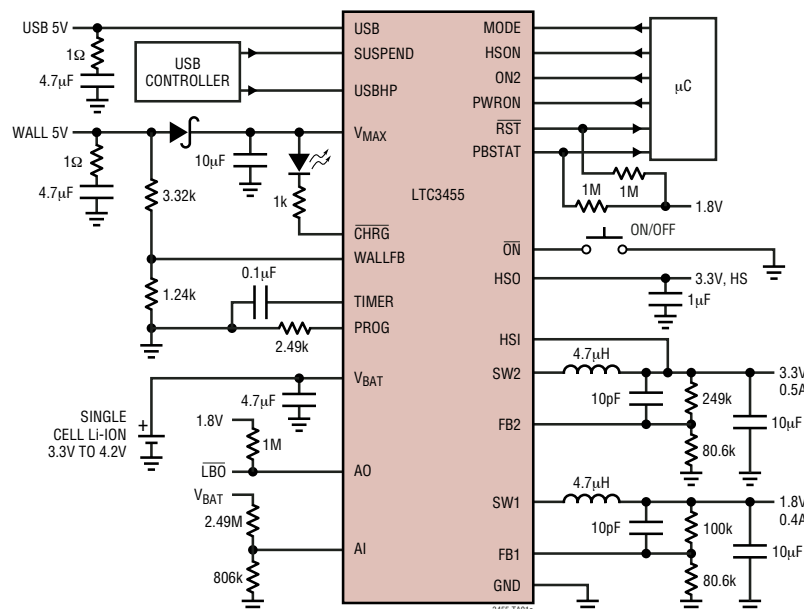 USB 5V
1Ω
4.7μF
USB
CONTROLLER
WALL 5V
1Ω
4.7μF
10μF
3.32k
1k
0.1μF
1.24k
2.49k
SINGLE
CELL Li-ION
3.3V TO 4.2V
+
4.7μF
1.8V
1M
LBO
VBAT
2.49M
806k
USB
SUSPEND
USBHP
VMAX
LTC3455
CHRG
WALLFB
TIMER
PROG
VBAT
AO
AI
MODE
HSON
ON2
PWRON
RST
PBSTAT
ON
HSO
HSI
SW2
FB2
SW1
FB1
GND
μC
1M
1M
1.8V
ON/OFF
3.3V, HS
1μF
4.7μH
3.3V
0.5A
10pF
249k
10μF
80.6k
4.7μH
1.8V
0.4A
10pF
100k
10μF
80.6k